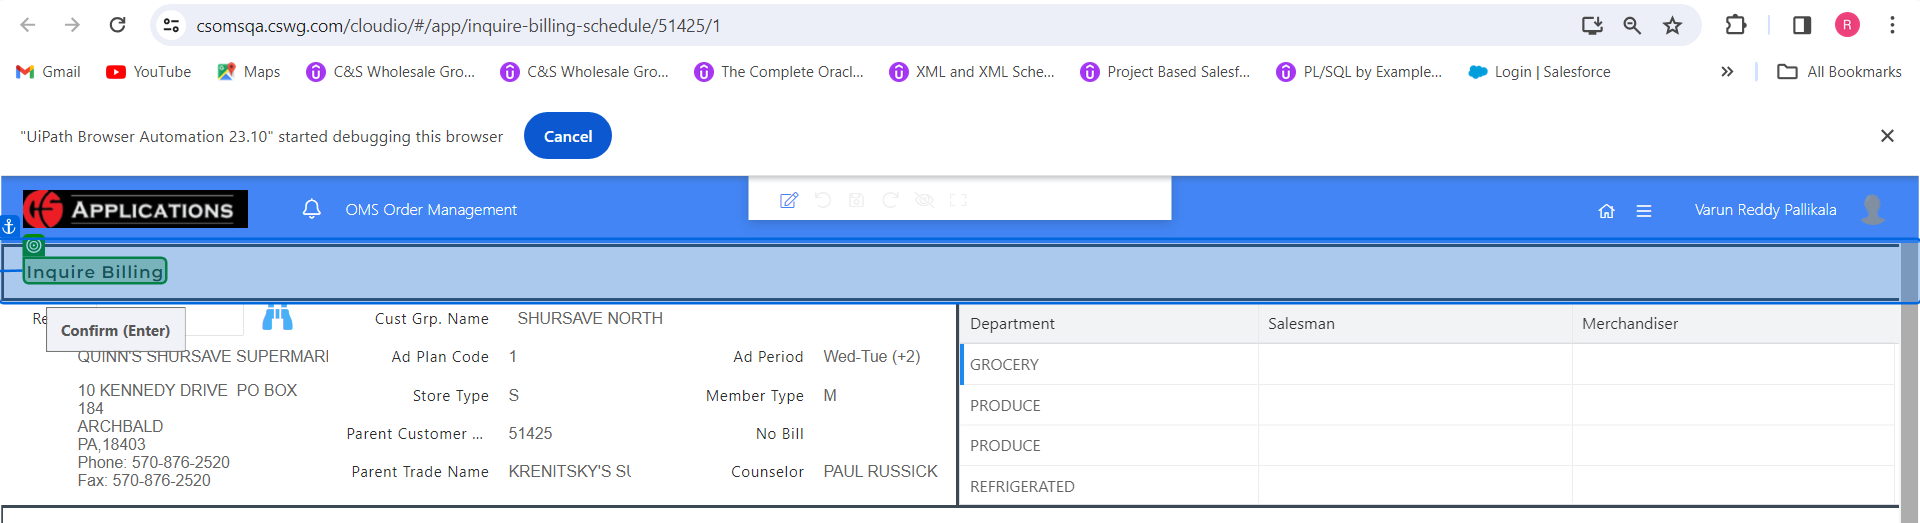 csomsqa.cswg.com/cloudio/#/app/inquire-billing-schedule/51425/1
R
Gmail YouTube Maps C&S Wholesale Gro... C&S Wholesale Gro... The Complete Oracl... XML and XML Sche... Project Based Salesf... PL/SQL by Example... Login | Salesforce » All Bookmarks
"UiPath Browser Automation 23.10" started debugging this browser Cancel
APPLICATIONS OMS Order Management Varun Reddy Pallikala
Inquire Billing
Re
Confirm (Enter)
QUINN'S SHURSAVE SUPERMARI
10 KENNEDY DRIVE PO BOX
184
ARCHBALD
PA,18403
Phone: 570-876-2520
Fax: 570-876-2520
Cust Grp. Name SHURSAVE NORTH
Ad Plan Code 1 Ad Period Wed-Tue (+2)
Store Type S Member Type M
Parent Customer ... 51425 No Bill
Parent Trade Name KRENITSKY'S SU Counselor PAUL RUSSICK
Department Salesman Merchandiser
GROCERY
PRODUCE
PRODUCE
REFRIGERATED